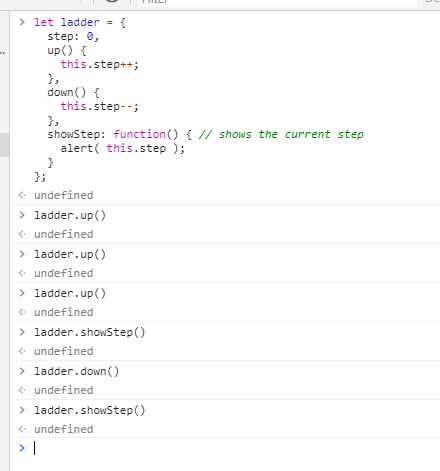 let ladder = {
  step: 0,
  up() {
    this.step++;
  },
  down() {
    this.step--;
  },
  showStep: function() { // shows the current step
    alert( this.step );
  }
};
undefined
ladder.up()
undefined
ladder.up()
undefined
ladder.up()
undefined
ladder.showStep()
undefined
ladder.down()
undefined
ladder.showStep()
undefined